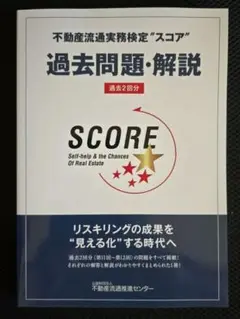 不動産流通実務検定"スコア"
過去問題・解説
過去2回分
SCORE
Self-help & the Chances
Of Real Estate
リスキリングの成果を
"見える化"する時代へ
不動産流通推進センター